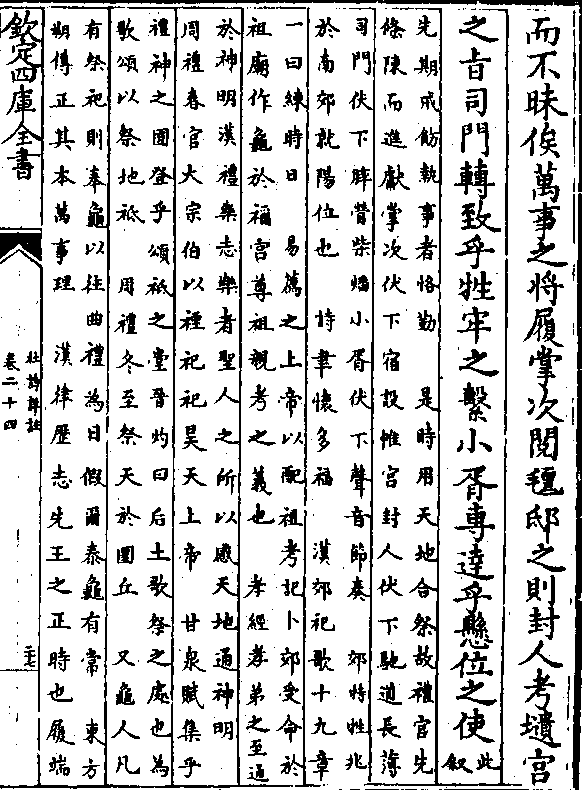 而不昧俟萬事之將履掌次閱氊邸之則封人考壝宮
之旨司門轉致乎牲牢之繫小胥專達乎懸位之使此
叙
先期戒飭執事者恪勤　是時用天地合祭故禮官先
條陳而進獻掌次伏下宿設帷宮封人伏下馳道長薄
司門伏下脺膋柴燔小胥伏下聲音節奏　郊特牲兆
於南郊就陽位也　詩聿懷多福　漢郊祀歌十九章
一曰練時日　易薦之上帝以配祖考記卜郊受命於
祖廟作龜於禰宮尊祖親考之義也　孝經孝弟之至通
於神明漢禮樂志樂者聖人之所以感天地通神明
周禮春官大宗伯以禋祀祀昊天上帝　甘泉賦集乎
禮神之囿登乎頌祇之堂晉灼曰后土歌祭之處也為
歌頌以祭地祇　周禮冬至祭天於圜丘　又龜人凡
有祭祀則奉龜以往曲禮為日假爾泰龜有常　東方
朔傳正其本萬事理　漢律歷志先王之正時也履端
欽定四庫全書
杜詩詳註
卷二十四
二七